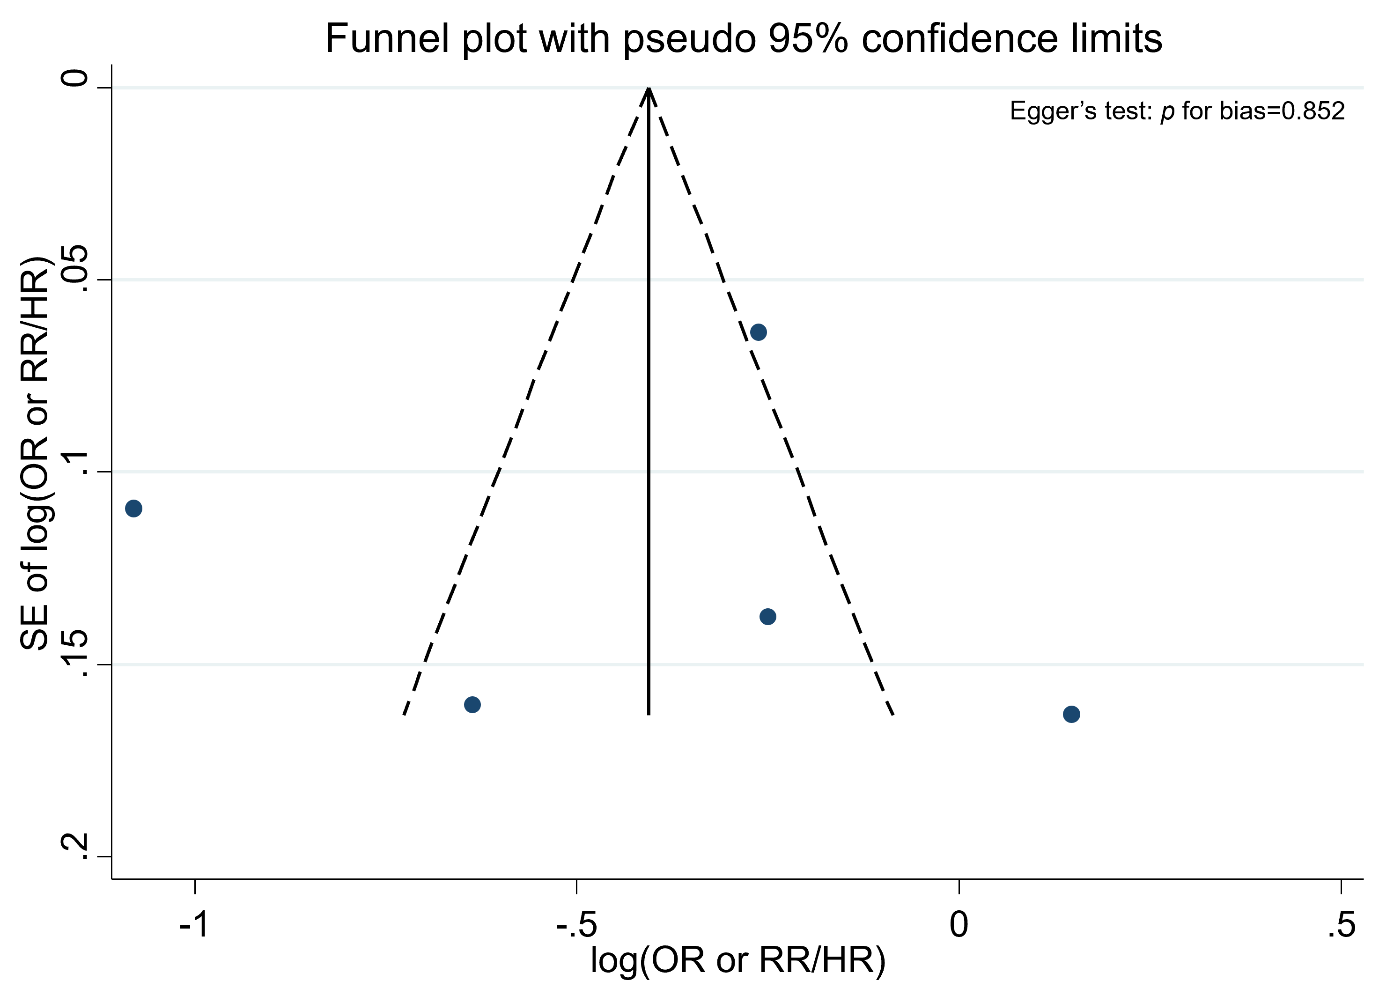 Funnel plot with pseudo 95% confidence limits
Egger’s test: p for bias=0.852
SE of log(OR or RR/HR)
0
.05
.1
.15
.2
-1
-.5
0
.5
log(OR or RR/HR)